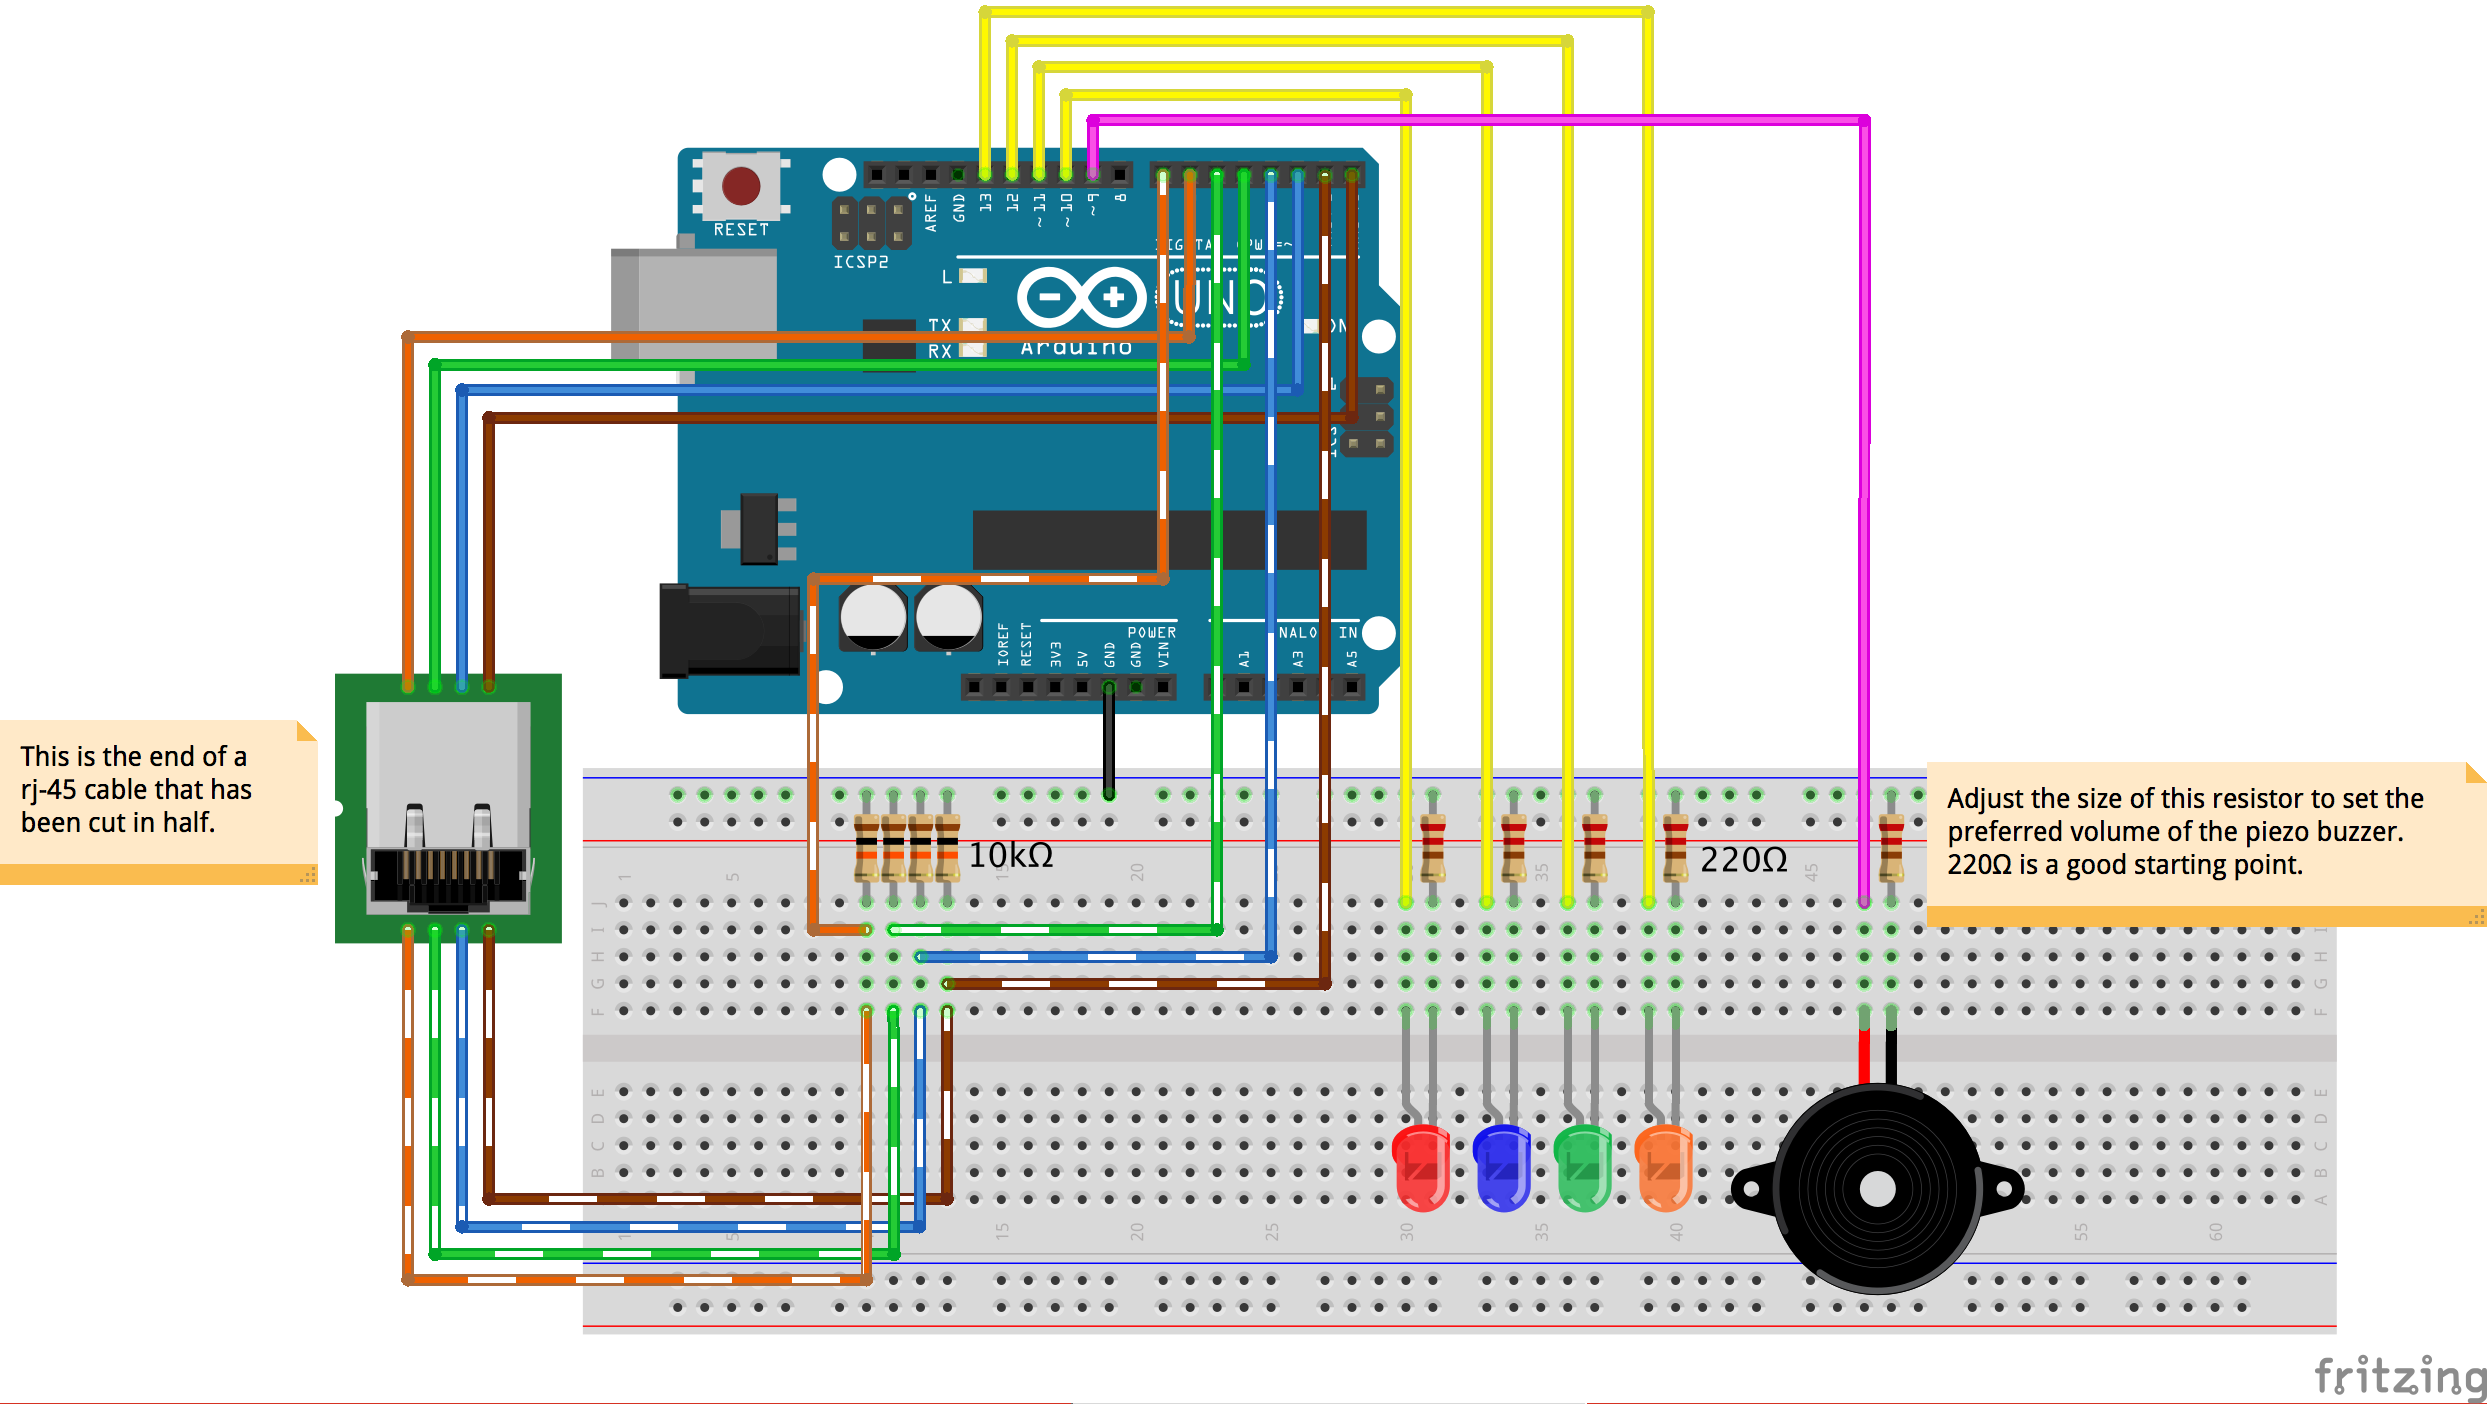 RESET
ICSP2
AREF
GND
13
12
~11
~10
~9
8
L
TX
RX
UNO
Arduino
IOREF
RESET
3V3
5V
GND
GND
VIN
POWER
A1
A3
A5
This is the end of a
rj-45 cable that has
been cut in half.
Adjust the size of this resistor to set the
preferred volume of the piezo buzzer.
220Ω is a good starting point.
10kΩ
220Ω
1
5
20
35
45
J
I
H
G
F
I
H
G
F
E
D
C
B
A
E
D
C
B
5
15
20
25
30
35
40
55
60
fritzing